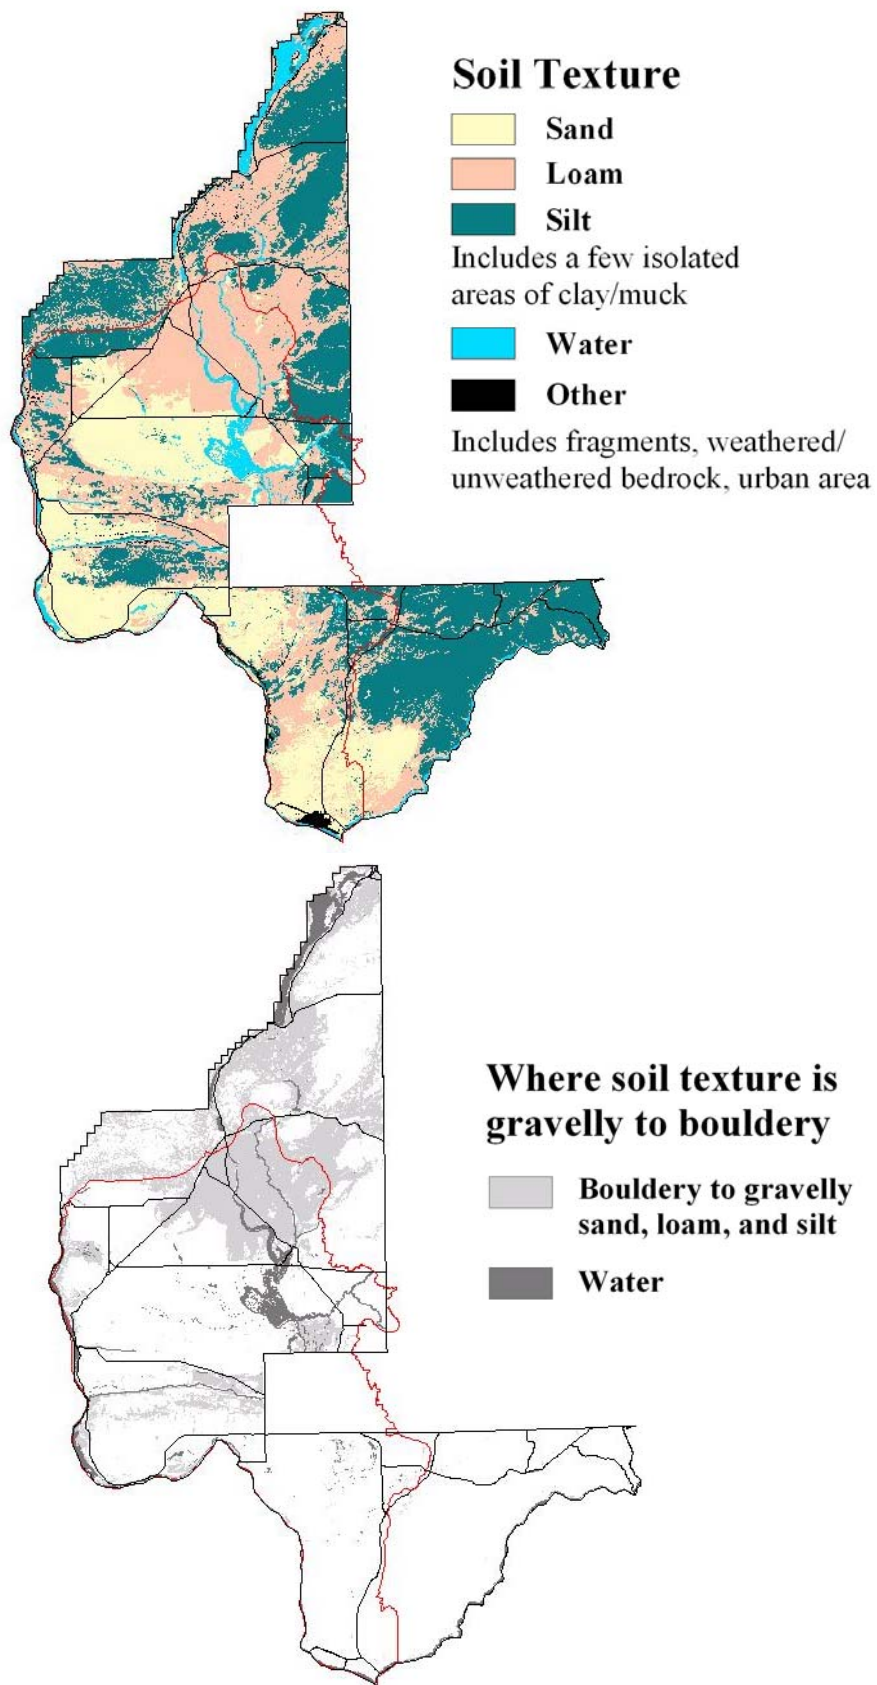 Soil Texture
Sand
Loam
Silt
Includes a few isolated
areas of clay/muck
Water
Other
Includes fragments, weathered/
unweathered bedrock, urban area
Where soil texture is
gravelly to bouldery
Bouldery to gravelly
sand, loam, and silt
Water